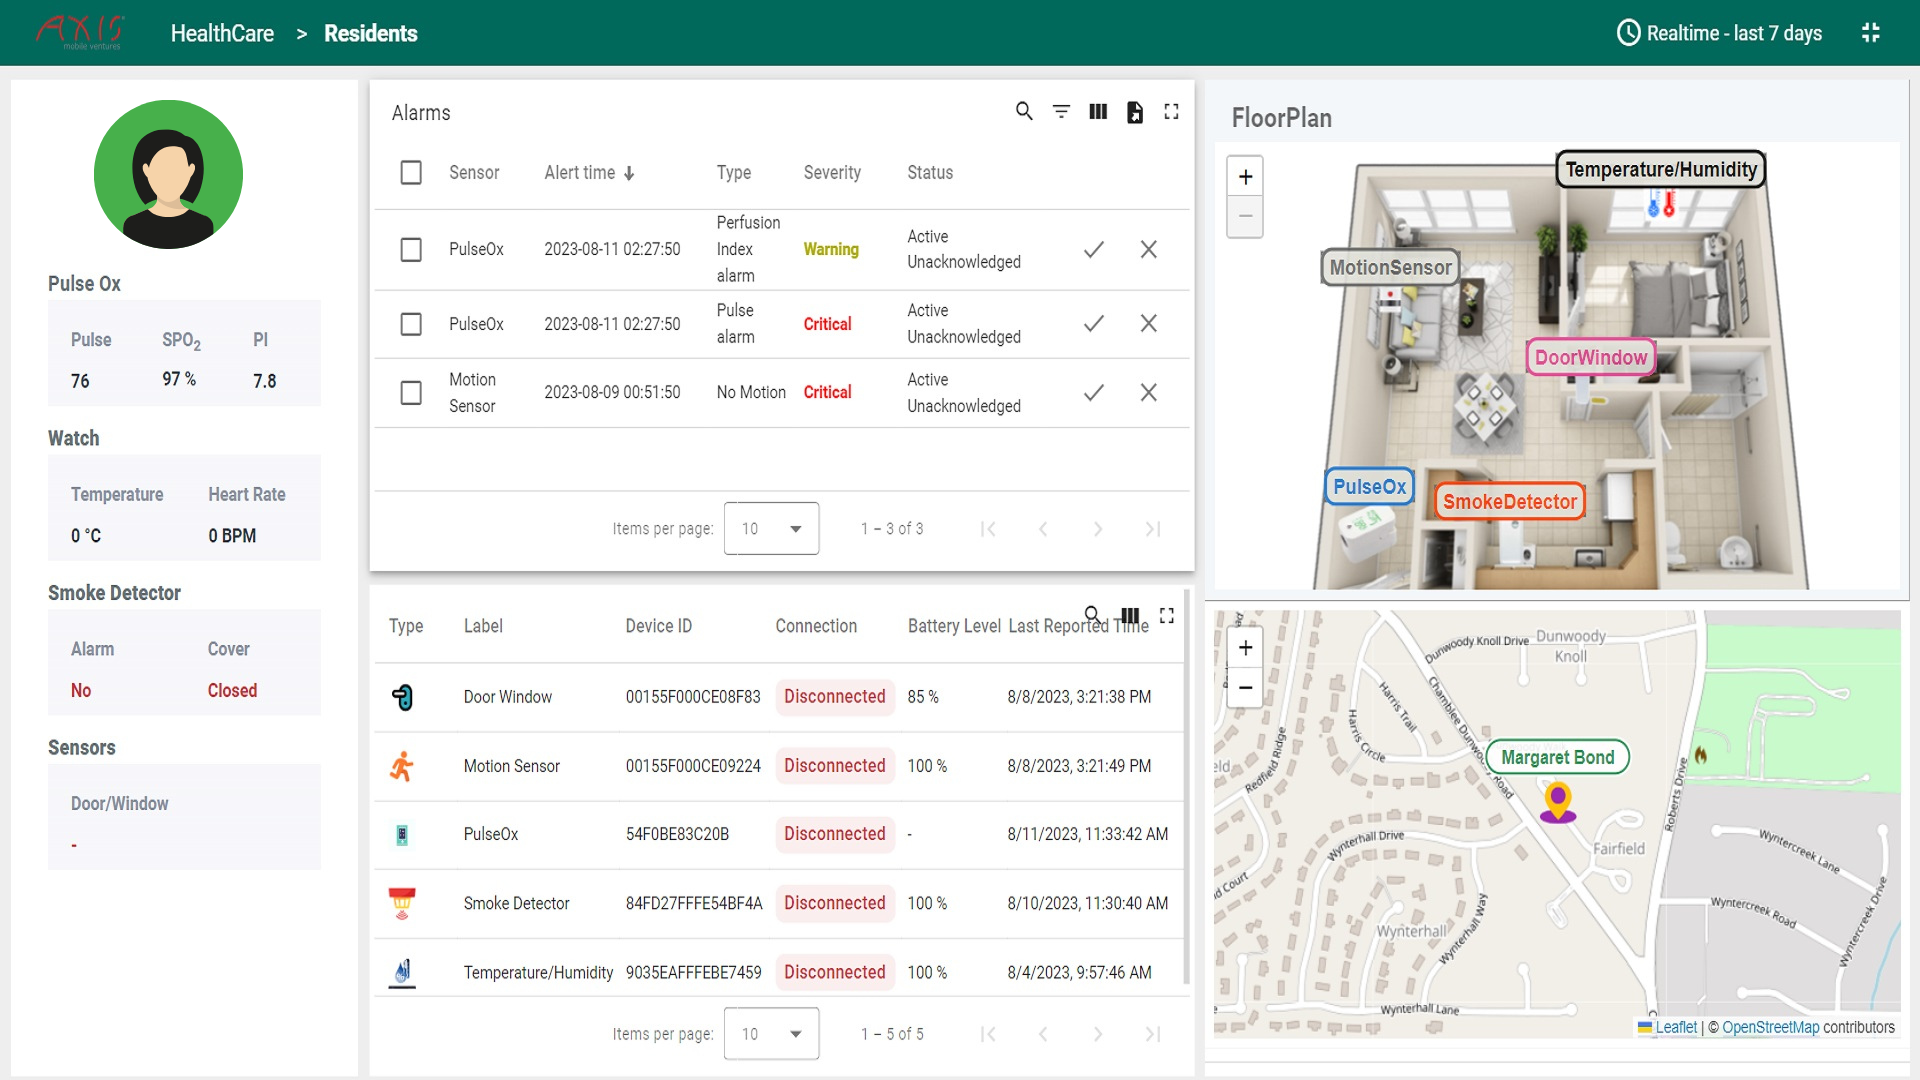 AXIS
mobile ventures
HealthCare > Residents
Realtime - last 7 days
Pulse Ox
Pulse SPO2 PI
76 97 % 7.8
Watch
Temperature Heart Rate
0 °C 0 BPM
Smoke Detector
Alarm Cover
No Closed
Sensors
Door/Window
-
Alarms
Sensor Alert time Type Severity Status
PulseOx 2023-08-11 02:27:50 Perfusion Index alarm Warning Active Unacknowledged
PulseOx 2023-08-11 02:27:50 Pulse alarm Critical Active Unacknowledged
Motion Sensor 2023-08-09 00:51:50 No Motion Critical Active Unacknowledged
Items per page: 10 1 – 3 of 3
Type Label Device ID Connection Battery Level Last Reported Time
Door Window 00155F000CE08F83 Disconnected 85 % 8/8/2023, 3:21:38 PM
Motion Sensor 00155F000CE09224 Disconnected 100 % 8/8/2023, 3:21:49 PM
PulseOx 54F0BE83C20B Disconnected - 8/11/2023, 11:33:42 AM
Smoke Detector 84FD27FFFE54BF4A Disconnected 100 % 8/10/2023, 11:30:40 AM
Temperature/Humidity 9035EAFFFEBE7459 Disconnected 100 % 8/4/2023, 9:57:46 AM
Items per page: 10 1 – 5 of 5
FloorPlan
+
−
Temperature/Humidity
MotionSensor
DoorWindow
PulseOx
SmokeDetector
+
−
Dunwoody Knoll Drive
Dunwoody
Knoll
Harris Trail
Harris Circle
Chamblee Dunwoody Road
Redfield Ridge
Margaret Bond
Roberts Drive
Wynterhall Drive
Fairfield
Wyntercreek Lane
Court
Wynterhall
Wynterhall Way
Wyntercreek Road
Wyntercreek Drive
Wynterhall Lane
Leaflet | © OpenStreetMap contributors